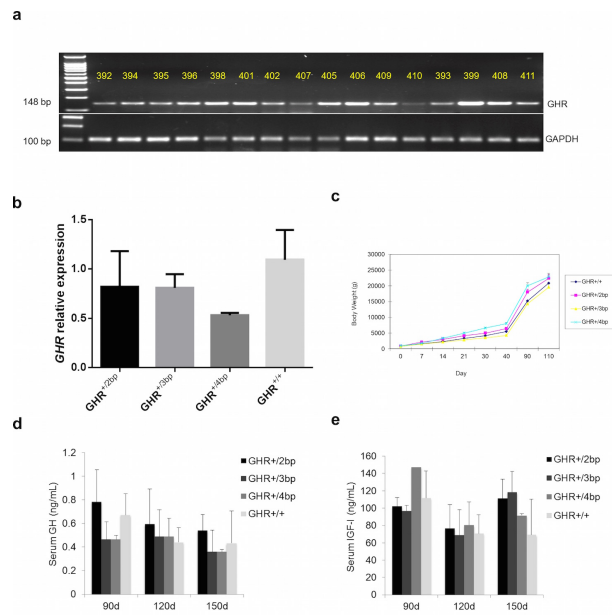 a
392 394 395 396 398 401 402 407 405 406 409 410 393 399 408 411
148 bp GHR
100 bp GAPDH
b
GHR relative expression
1.5
1.0
0.5
0.0
GHR+/2bp GHR+/3bp GHR+/4bp GHR+/+
c
Body Weight (g)
30000
25000
20000
15000
10000
5000
0
0 7 14 21 30 40 90 110
Day
GHR+/+
GHR+/2bp
GHR+/3bp
GHR+/4bp
d
Serum GH (ng/mL)
1.2
1
0.8
0.6
0.4
0.2
0
90d 120d 150d
GHR+/2bp
GHR+/3bp
GHR+/4bp
GHR+/+
e
Serum IGF-I (ng/mL)
160
140
120
100
80
60
40
20
0
90d 120d 150d
GHR+/2bp
GHR+/3bp
GHR+/4bp
GHR+/+